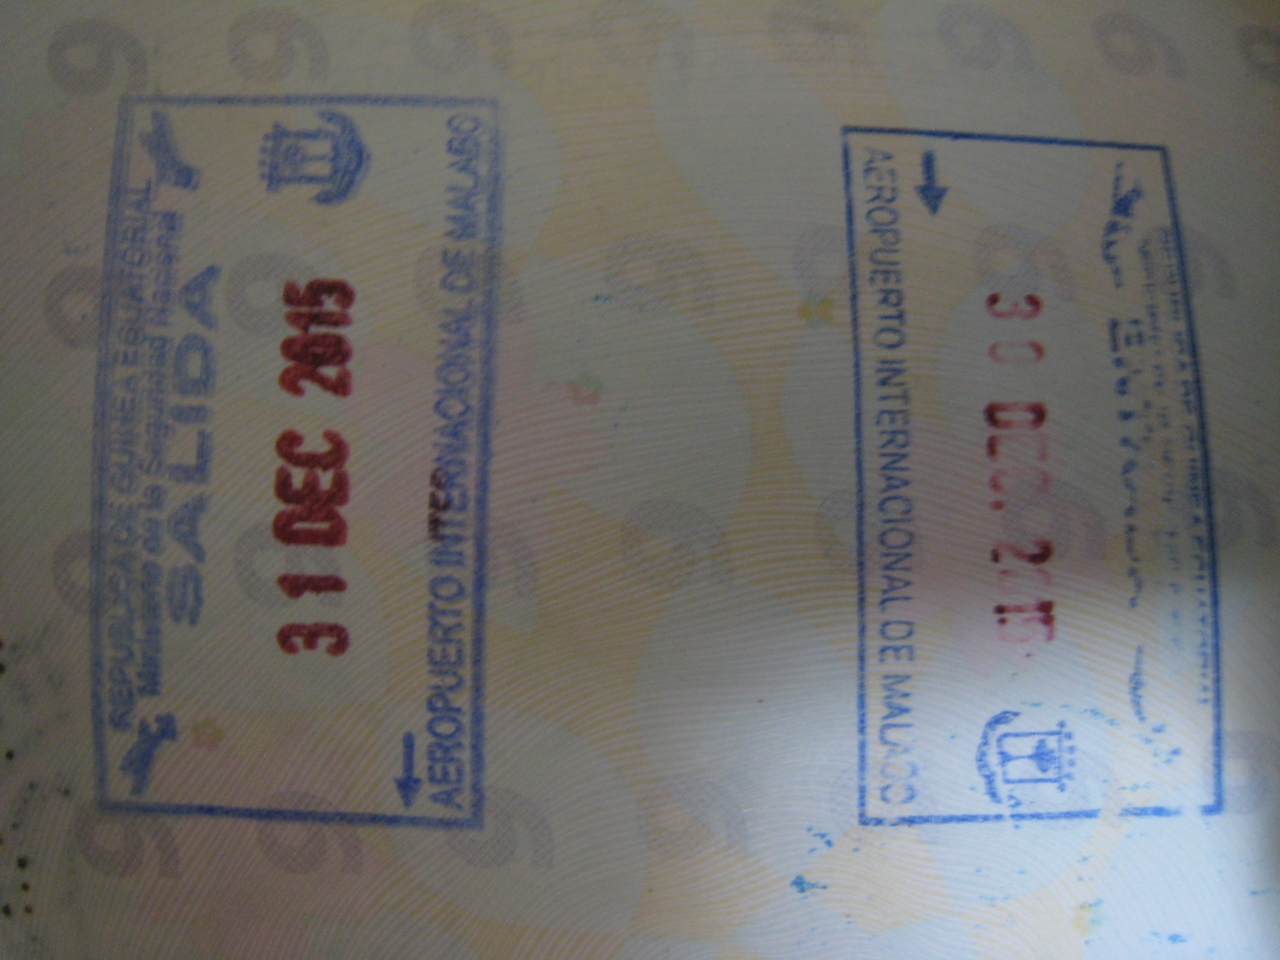 REPUBLICA DE GUINEA ECUATORIAL
Ministerio de la Seguridad Nacional
SALIDA
31 DEC 2015
AEROPUERTO INTERNACIONAL DE MALABO
30 DEC. 2015
AEROPUERTO INTERNACIONAL DE MALABO